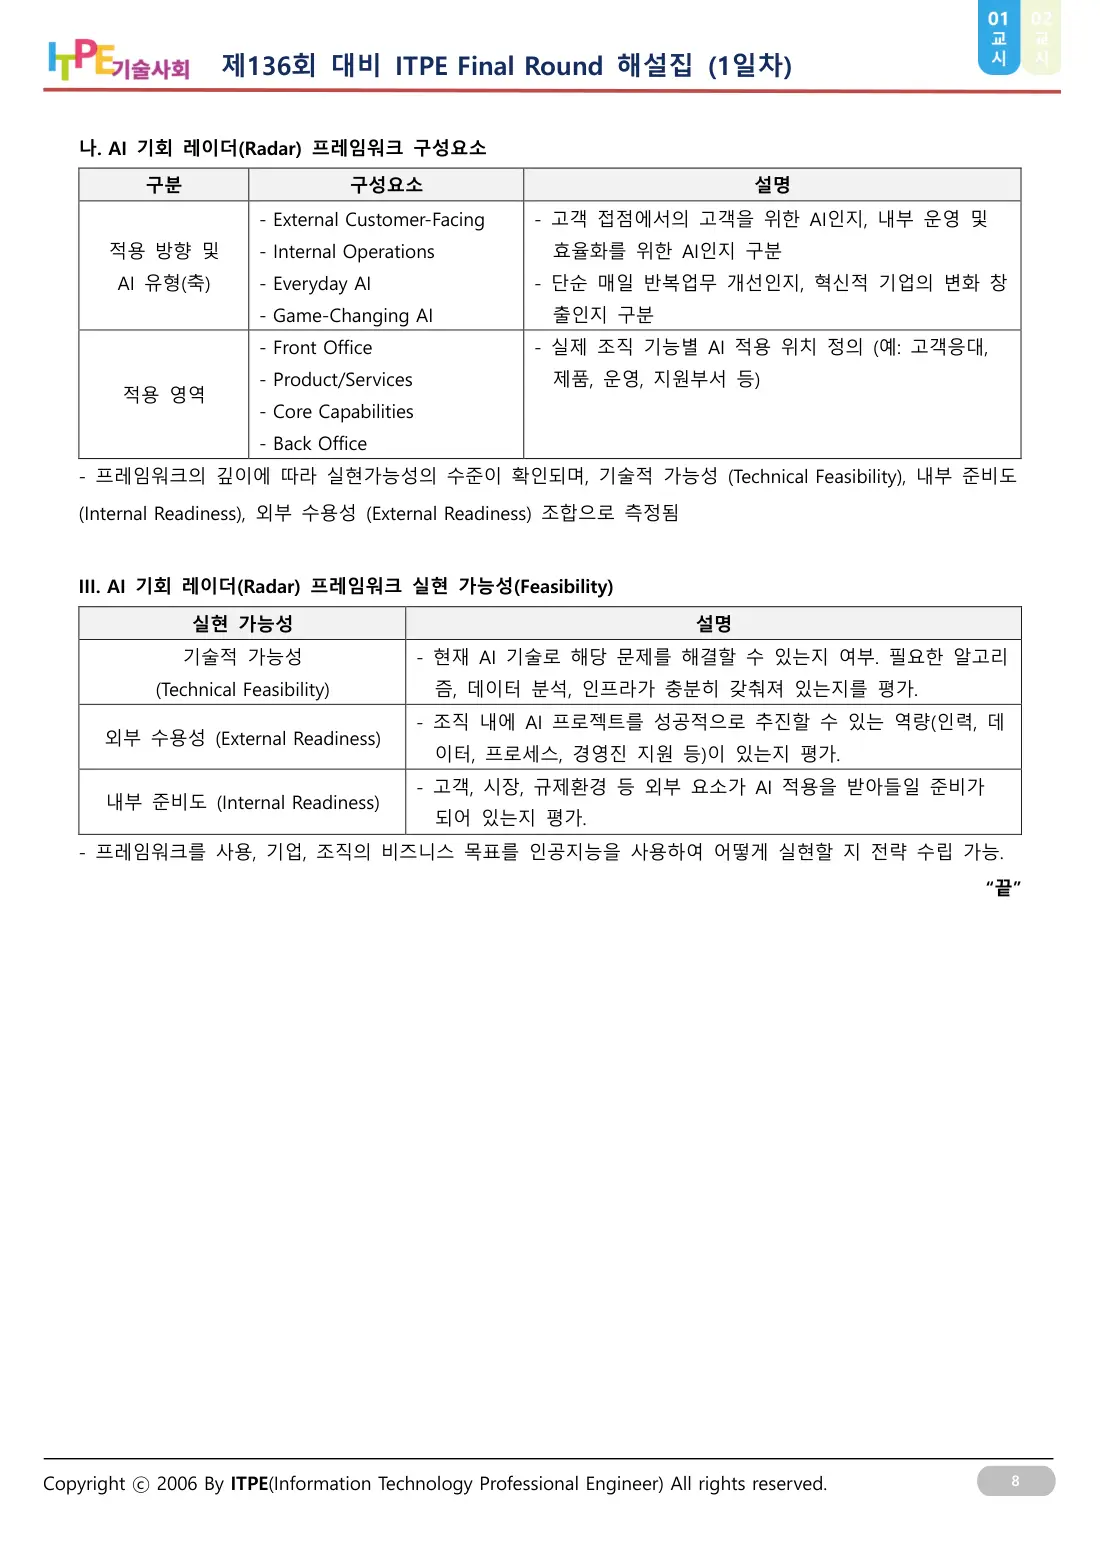 ITPE기술사회 제136회 대비 ITPE Final Round 해설집 (1일차)
01 교 시
02 교 시
나. AI 기회 레이더(Radar) 프레임워크 구성요소
구분 구성요소 설명
적용 방향 및
AI 유형(축)
- External Customer-Facing
- Internal Operations
- Everyday AI
- Game-Changing AI
- 고객 접점에서의 고객을 위한 AI인지, 내부 운영 및
효율화를 위한 AI인지 구분
- 단순 매일 반복업무 개선인지, 혁신적 기업의 변화 창
출인지 구분
적용 영역
- Front Office
- Product/Services
- Core Capabilities
- Back Office
- 실제 조직 기능별 AI 적용 위치 정의 (예: 고객응대,
제품, 운영, 지원부서 등)
- 프레임워크의 깊이에 따라 실현가능성의 수준이 확인되며, 기술적 가능성 (Technical Feasibility), 내부 준비도
(Internal Readiness), 외부 수용성 (External Readiness) 조합으로 측정됨
III. AI 기회 레이더(Radar) 프레임워크 실현 가능성(Feasibility)
실현 가능성 설명
기술적 가능성
(Technical Feasibility)
- 현재 AI 기술로 해당 문제를 해결할 수 있는지 여부. 필요한 알고리
즘, 데이터 분석, 인프라가 충분히 갖춰져 있는지를 평가.
외부 수용성 (External Readiness)
- 조직 내에 AI 프로젝트를 성공적으로 추진할 수 있는 역량(인력, 데
이터, 프로세스, 경영진 지원 등)이 있는지 평가.
내부 준비도 (Internal Readiness)
- 고객, 시장, 규제환경 등 외부 요소가 AI 적용을 받아들일 준비가
되어 있는지 평가.
- 프레임워크를 사용, 기업, 조직의 비즈니스 목표를 인공지능을 사용하여 어떻게 실현할 지 전략 수립 가능.
“끝”
Copyright ⓒ 2006 By ITPE(Information Technology Professional Engineer) All rights reserved.
8